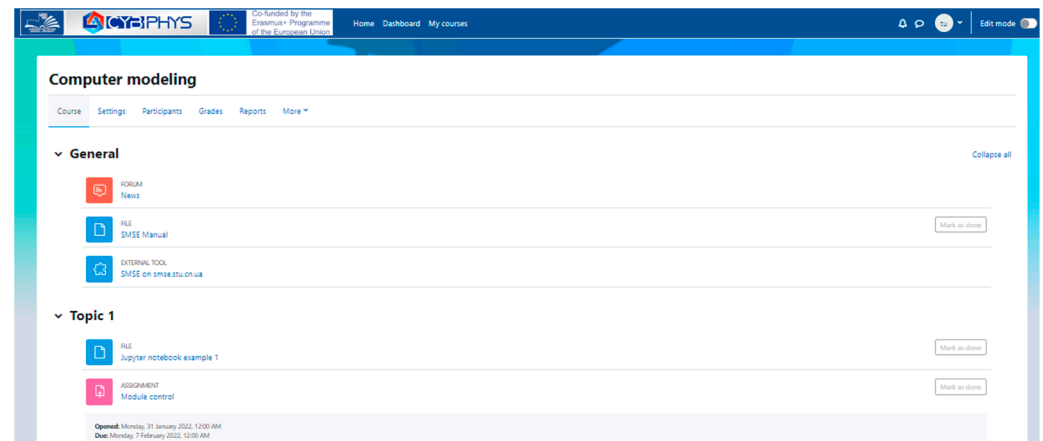 CYBPHYS
Co-funded by the
Erasmus+ Programme
of the European Union
Home Dashboard My courses
tu
Edit mode
Computer modeling
Course Settings Participants Grades Reports More
General
Collapse all
FORUM
News
FILE
SMSE Manual
Mark as done
EXTERNAL TOOL
SMSE on smse.stu.cn.ua
Topic 1
FILE
Jupyter notebook example 1
Mark as done
ASSIGNMENT
Module control
Mark as done
Opened: Monday, 31 January 2022, 12:00 AM
Due: Monday, 7 February 2022, 12:00 AM